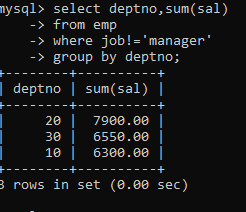 mysql> select deptno,sum(sal)
-> from emp
-> where job!='manager'
-> group by deptno;
+--------+----------+
| deptno | sum(sal) |
+--------+----------+
| 20 | 7900.00 |
| 30 | 6550.00 |
| 10 | 6300.00 |
+--------+----------+
3 rows in set (0.00 sec)